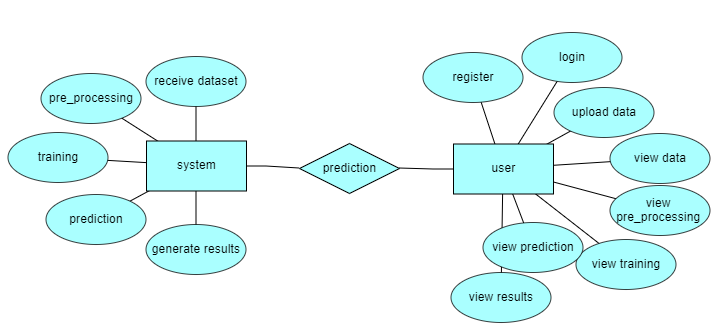 login
register
receive dataset
pre_processing
upload data
training
system
prediction
user
view data
view
pre_processing
prediction
generate results
view prediction
view training
view results